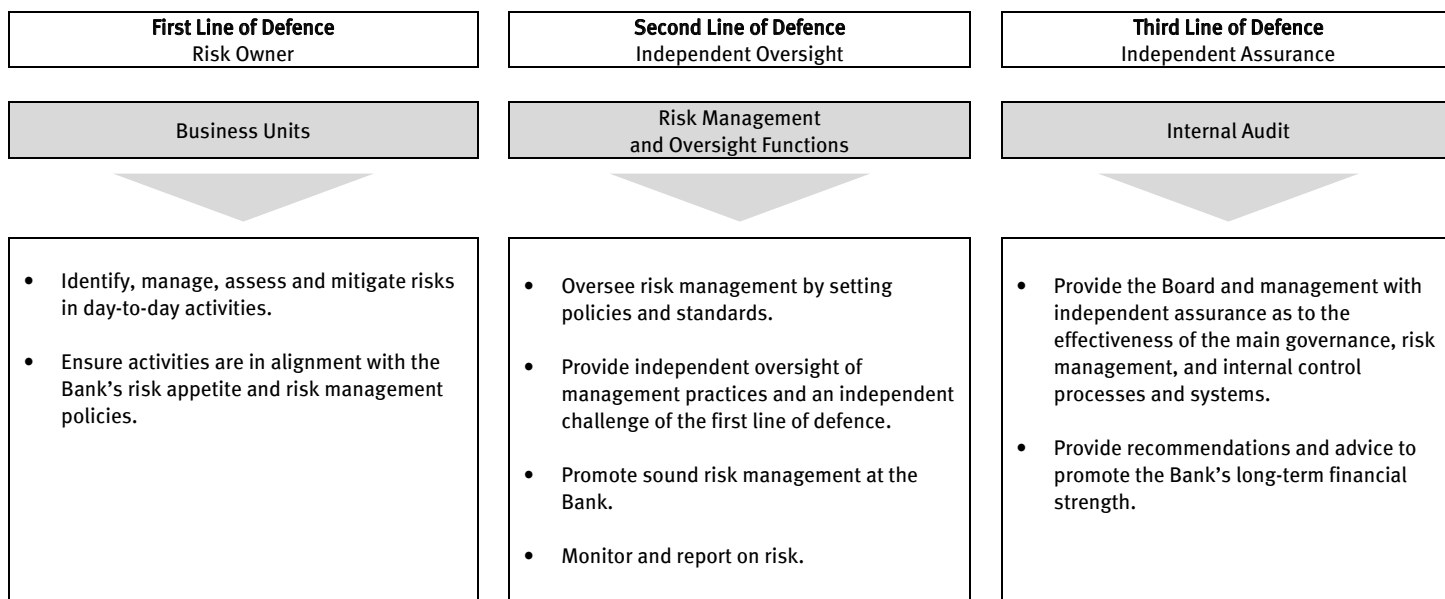 First Line of Defence
Risk Owner
Second Line of Defence
Independent Oversight
Third Line of Defence
Independent Assurance
Business Units
Risk Management
and Oversight Functions
Internal Audit
• Identify, manage, assess and mitigate risks
in day-to-day activities.
• Ensure activities are in alignment with the
Bank’s risk appetite and risk management
policies.
• Oversee risk management by setting
policies and standards.
• Provide independent oversight of
management practices and an independent
challenge of the first line of defence.
• Promote sound risk management at the
Bank.
• Monitor and report on risk.
• Provide the Board and management with
independent assurance as to the
effectiveness of the main governance, risk
management, and internal control
processes and systems.
• Provide recommendations and advice to
promote the Bank’s long-term financial
strength.